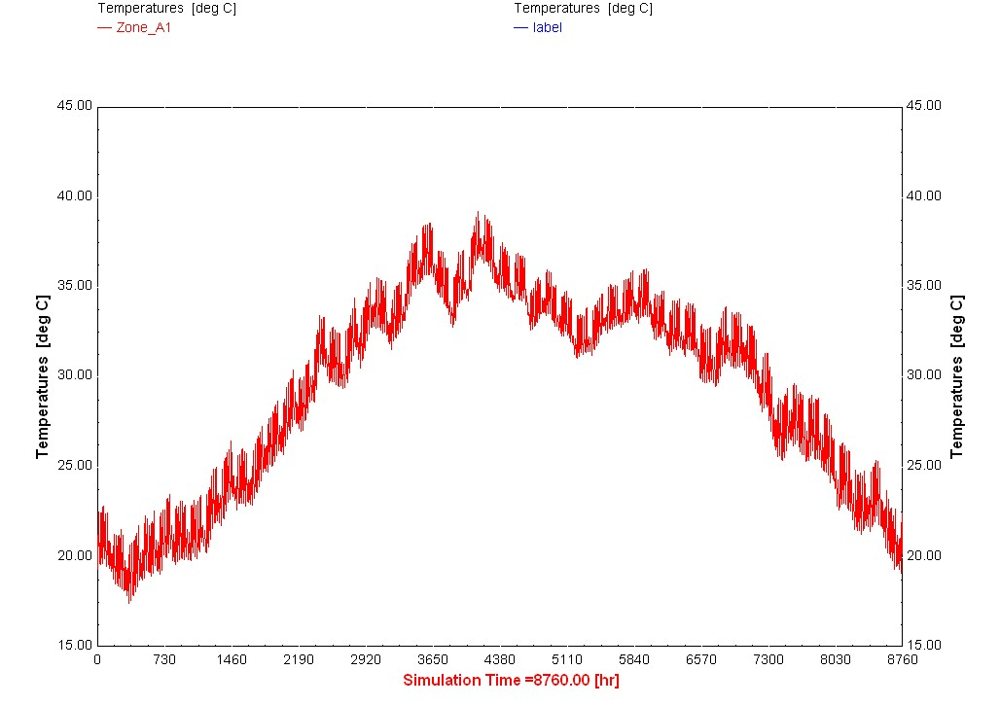 Temperatures [deg C]
Zone_A1
Temperatures [deg C]
label
45.00
40.00
35.00
30.00
25.00
20.00
15.00
Temperatures [deg C]
45.00
40.00
35.00
30.00
25.00
20.00
15.00
Temperatures [deg C]
0 730 1460 2190 2920 3650 4380 5110 5840 6570 7300 8030 8760
Simulation Time =8760.00 [hr]